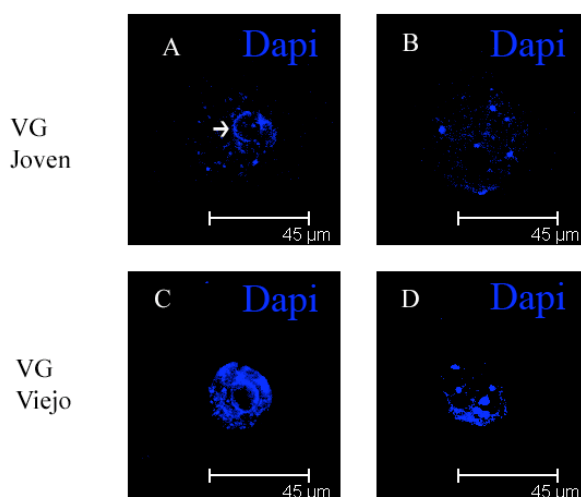 A Dapi
B Dapi
VG
Joven
45 µm
45 µm
C Dapi
D Dapi
VG
Viejo
45 µm
45 µm